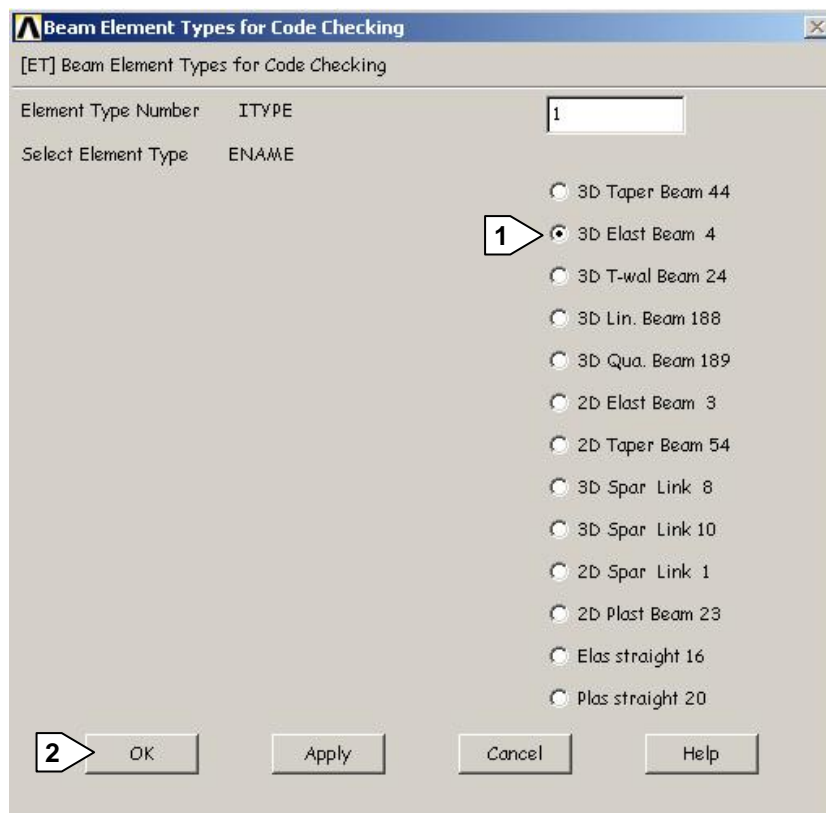 Beam Element Types for Code Checking
[ET] Beam Element Types for Code Checking
Element Type Number ITYPE 1
Select Element Type ENAME
3D Taper Beam 44
1 3D Elast Beam 4
3D T-wal Beam 24
3D Lin. Beam 188
3D Qua. Beam 189
2D Elast Beam 3
2D Taper Beam 54
3D Spar Link 8
3D Spar Link 10
2D Spar Link 1
2D Plast Beam 23
Elas straight 16
Plas straight 20
2 OK Apply Cancel Help